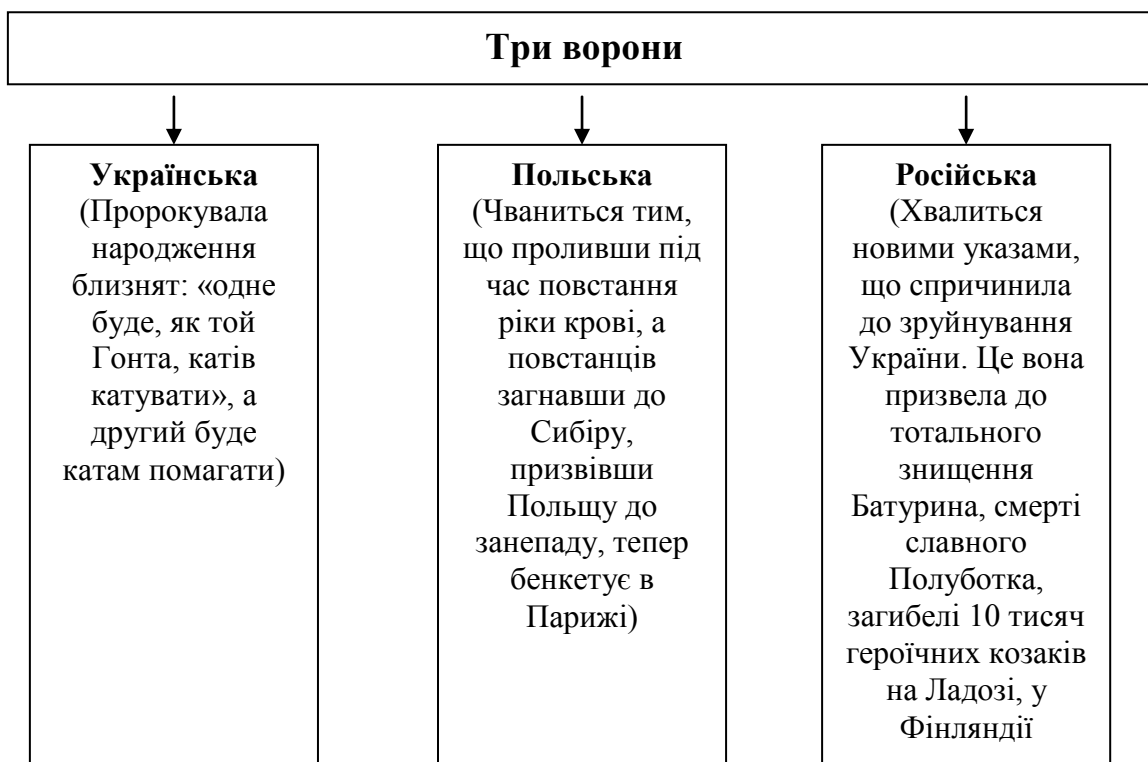 Три ворони
Українська
(Пророкувала
народження
близнят: «одне
буде, як той
Гонта, катів
катувати», а
другий буде
катам помагати)
Польська
(Чваниться тим,
що проливши під
час повстання
ріки крові, а
повстанців
загнавши до
Сибіру,
призвівши
Польщу до
занепаду, тепер
бенкетує в
Парижі)
Російська
(Хвалиться
новими указами,
що спричинила
до зруйнування
України. Це вона
призвела до
тотального
знищення
Батурина, смерті
славного
Полуботка,
загибелі 10 тисяч
героїчних козаків
на Ладозі, у
Фінляндії